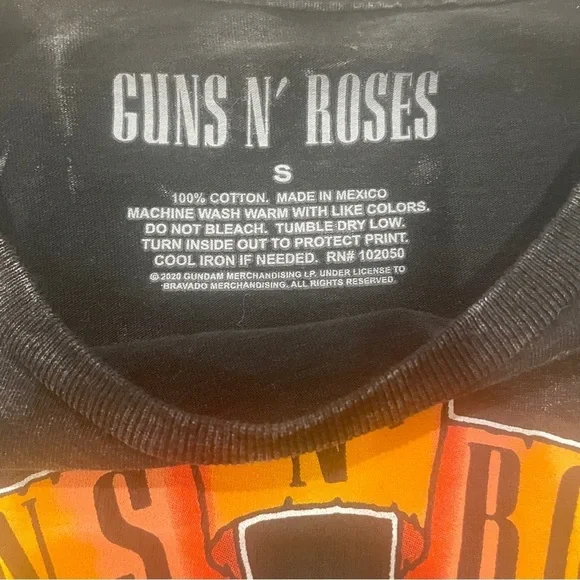 GUNS N' ROSES
S
100% COTTON. MADE IN MEXICO
MACHINE WASH WARM WITH LIKE COLORS.
DO NOT BLEACH. TUMBLE DRY LOW.
TURN INSIDE OUT TO PROTECT PRINT.
COOL IRON IF NEEDED. RN# 102050
© 2020 GUNDAM MERCHANDISING LP. UNDER LICENSE TO
BRAVADO MERCHANDISING. ALL RIGHTS RESERVED.
NS N RO